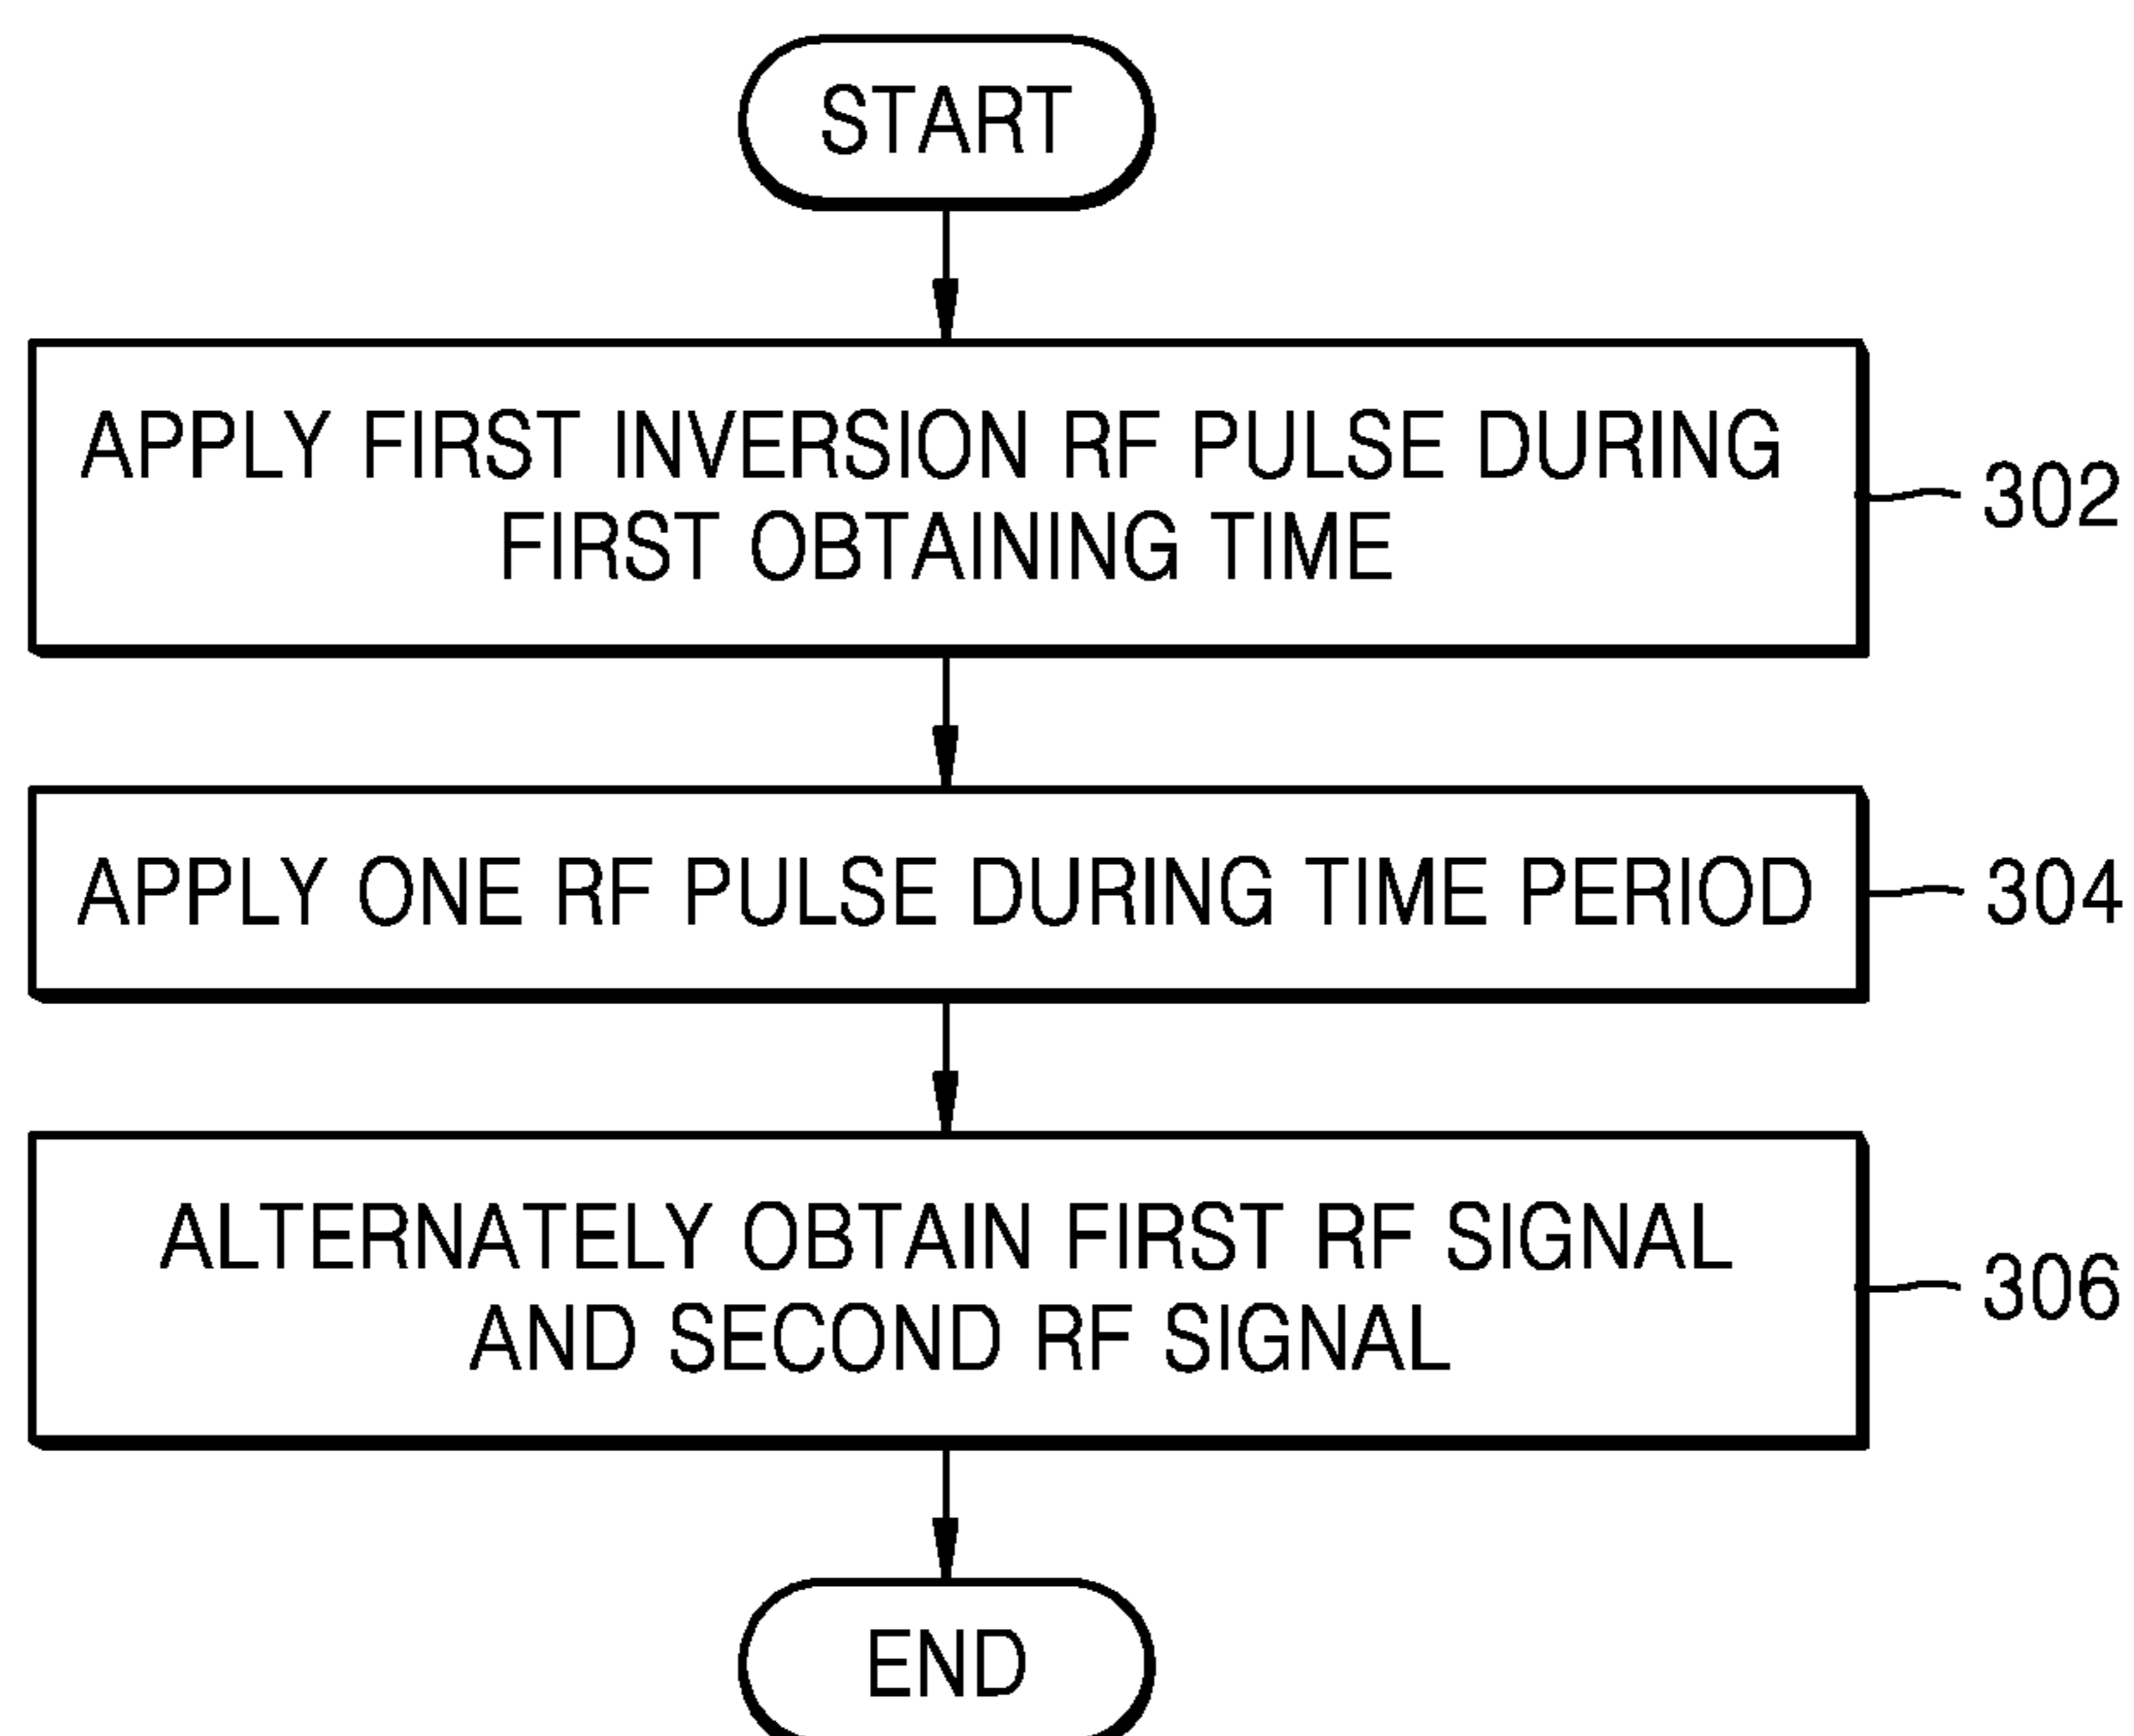 START
APPLY FIRST INVERSION RF PULSE DURING
FIRST OBTAINING TIME
302
APPLY ONE RF PULSE DURING TIME PERIOD
304
ALTERNATELY OBTAIN FIRST RF SIGNAL
AND SECOND RF SIGNAL
306
END